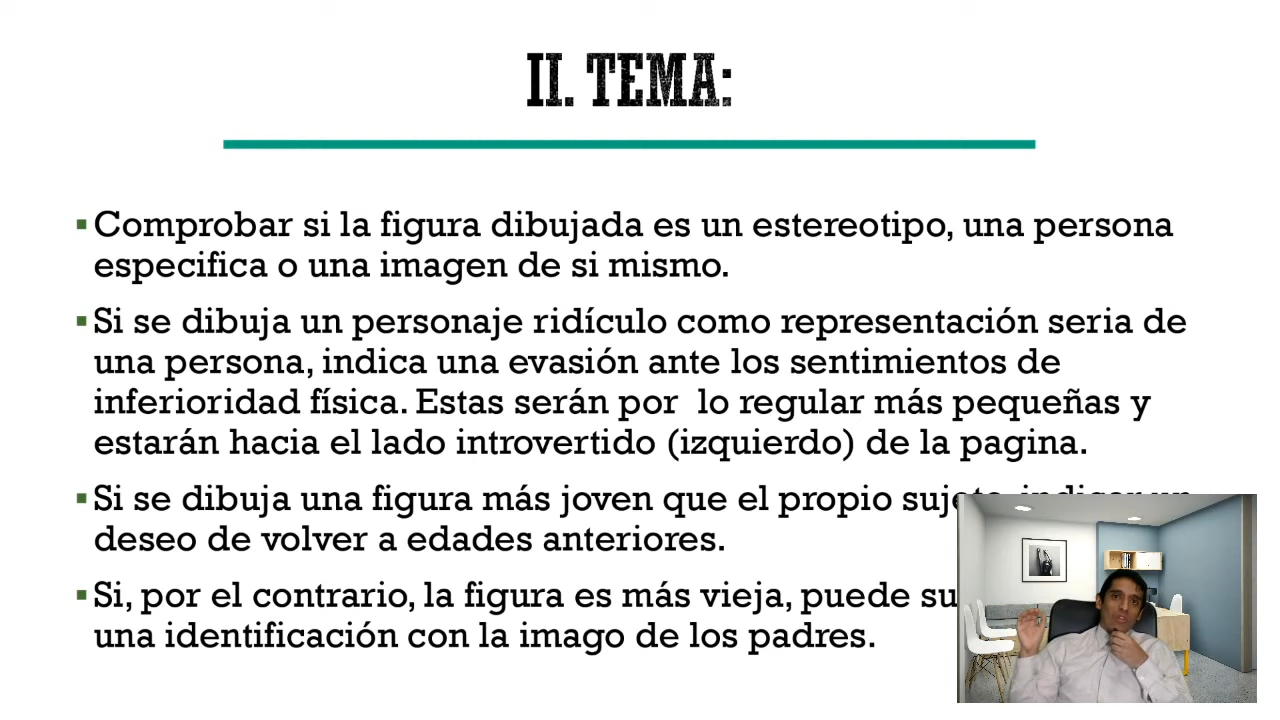 II. TEMA:
▪Comprobar si la figura dibujada es un estereotipo, una persona
especifica o una imagen de si mismo.
▪Si se dibuja un personaje ridículo como representación seria de
una persona, indica una evasión ante los sentimientos de
inferioridad física. Estas serán por  lo regular más pequeñas y
estarán hacia el lado introvertido (izquierdo) de la pagina.
▪Si se dibuja una figura más joven que el propio
deseo de volver a edades anteriores.
▪Si, por el contrario, la figura es más vieja, puede
una identificación con la imago de los padres.